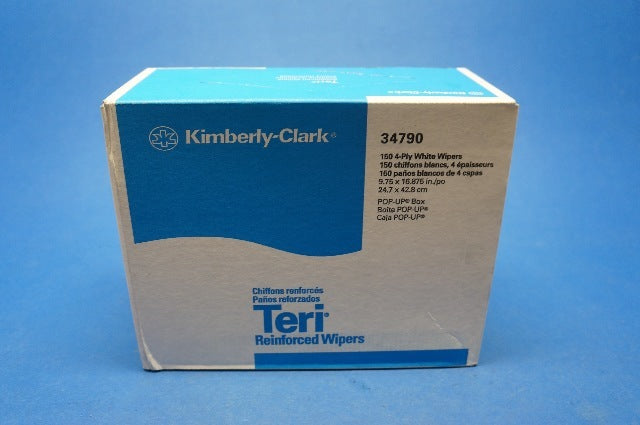 Teri®
Kimberly-Clark®
34790
150 4-Ply White Wipers
150 chiffons blancs, 4 épaisseurs
150 paños blancos de 4 capas
9.75 x 16.875 in./po
24.7 x 42.8 cm
POP-UP® Box
Boîte POP-UP®
Caja POP-UP®
Chiffons renforcés
Paños reforzados
Teri®
Reinforced Wipers